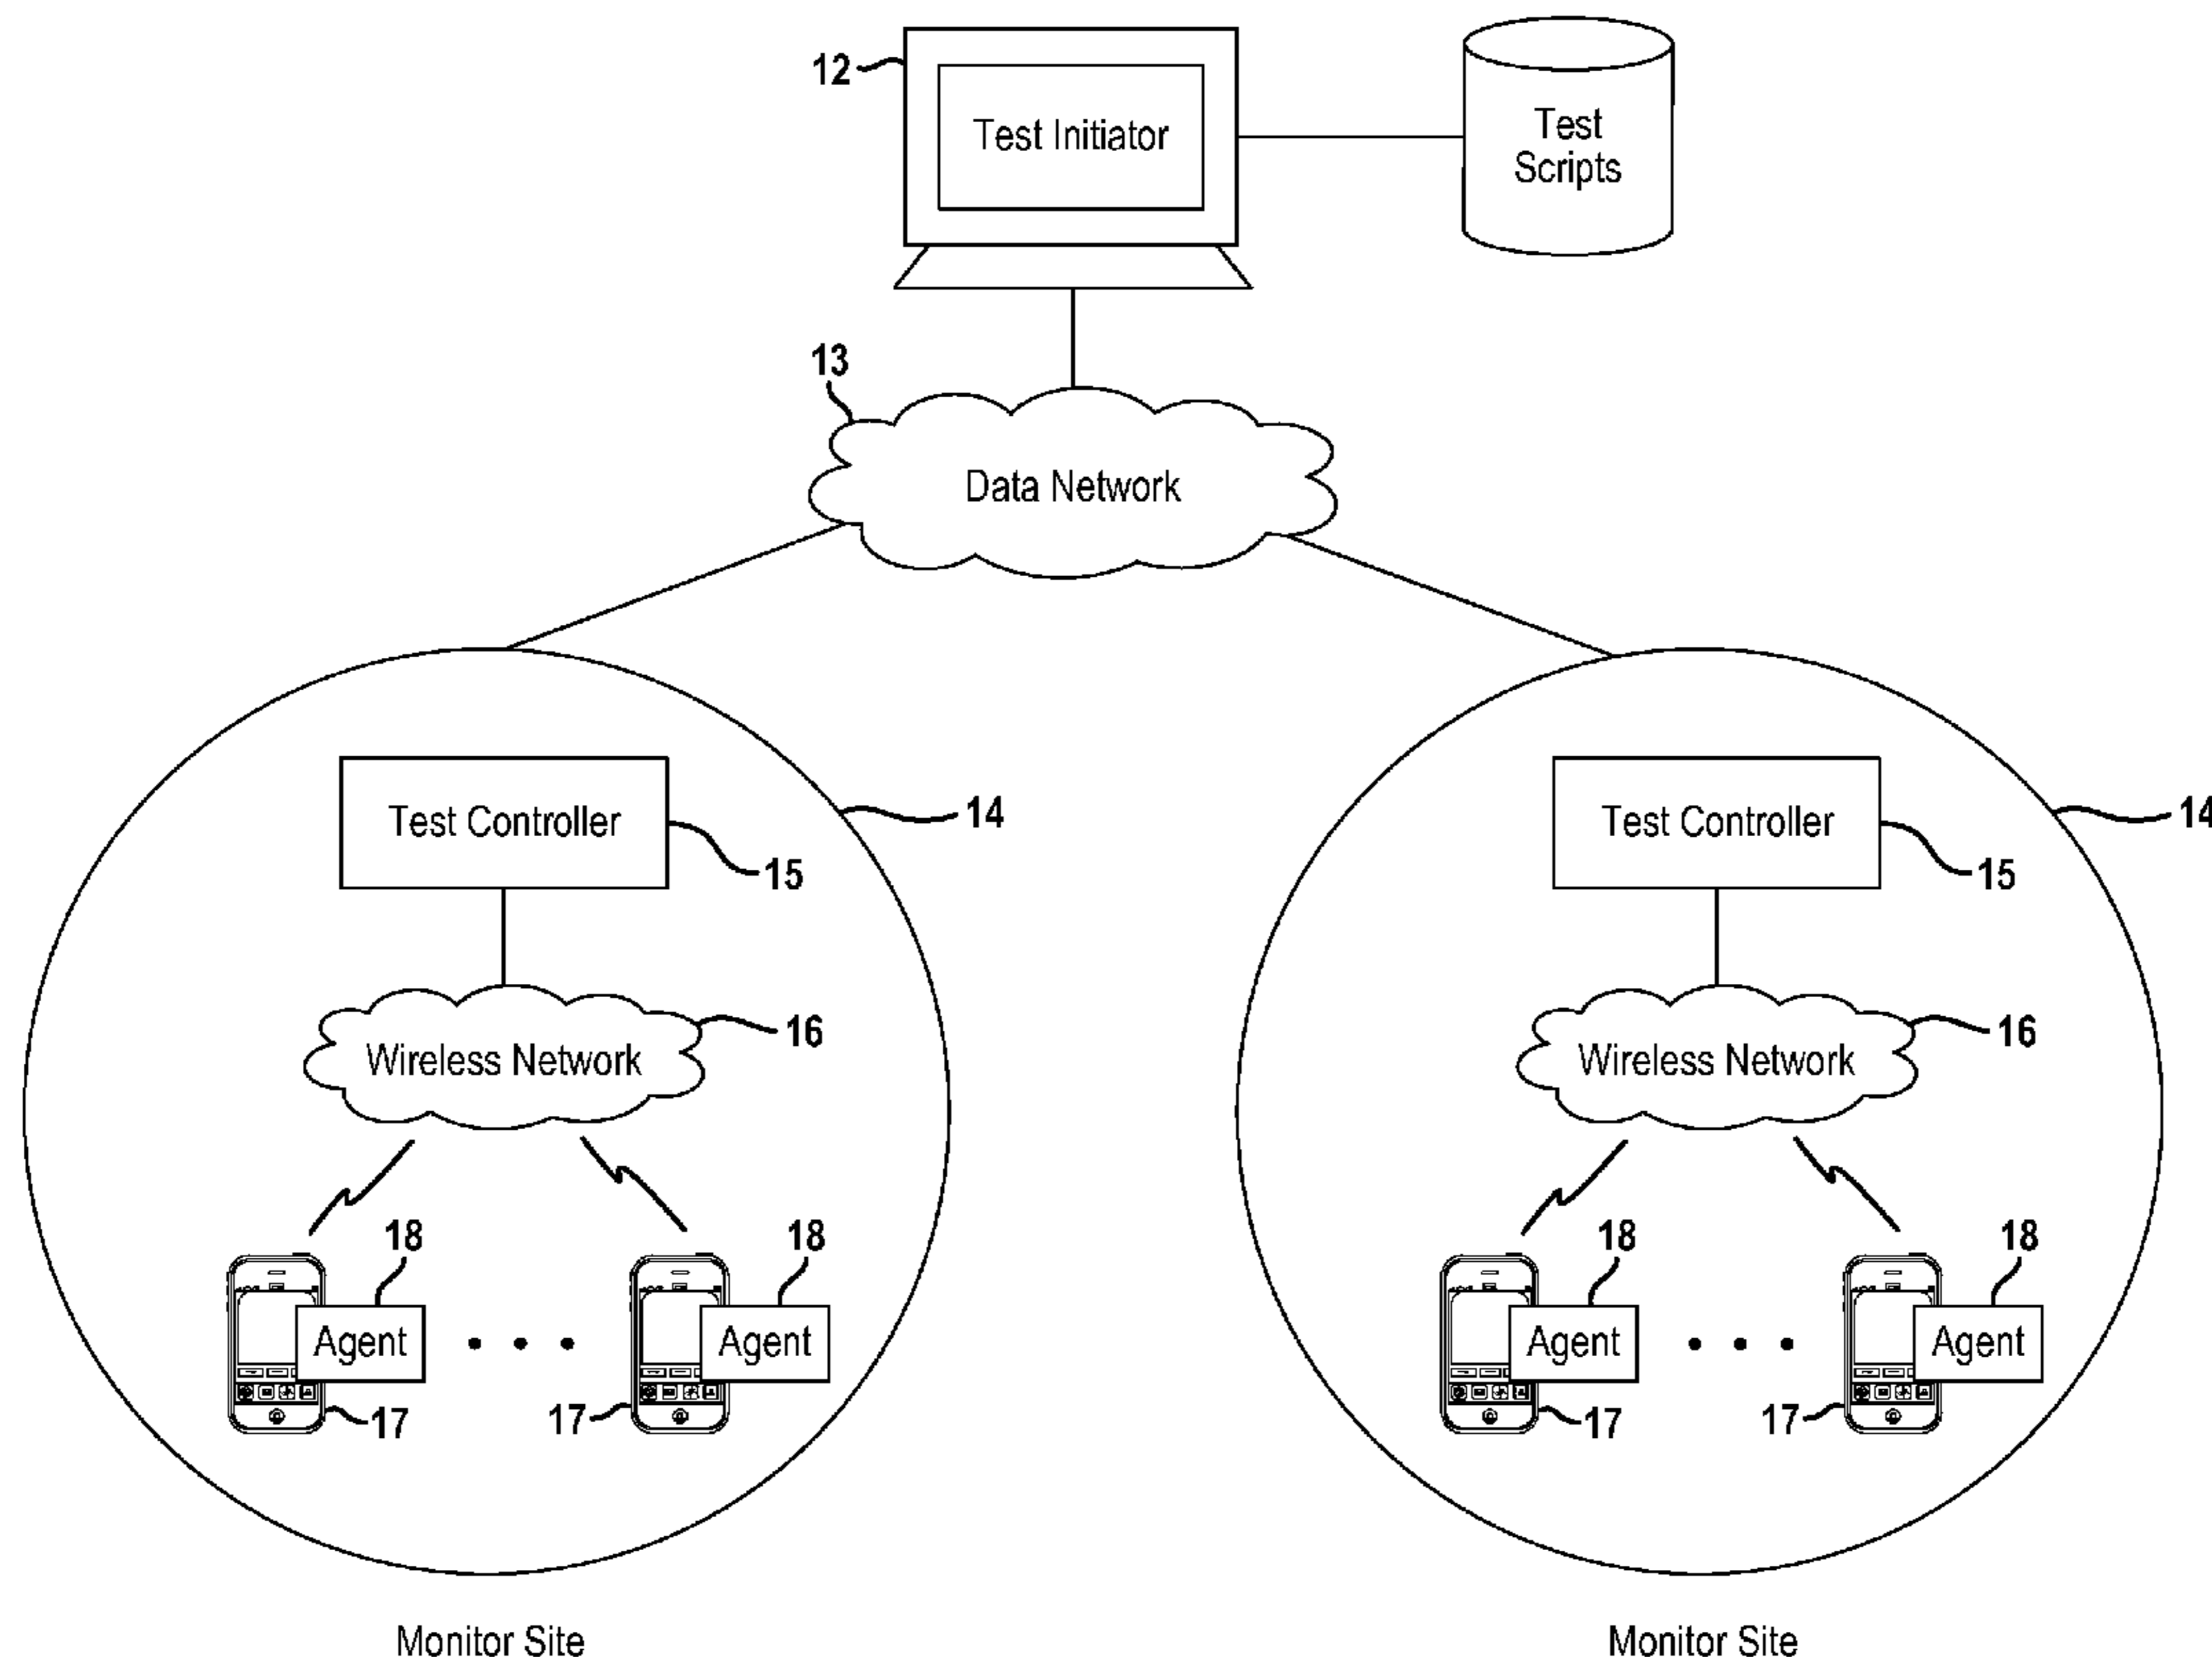 12
Test Initiator
Test
Scripts
13
Data Network
Test Controller
14
15
Test Controller
14
15
Wireless Network
16
Wireless Network
16
18
Agent
18
Agent
17
17
18
Agent
18
Agent
17
17
Monitor Site
Monitor Site